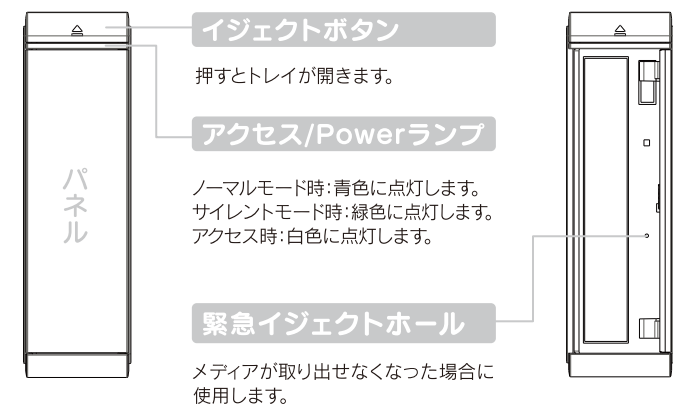 イジェクトボタン
押すとトレイが開きます。
アクセス/Powerランプ
パネル
ノーマルモード時:青色に点灯します。
サイレントモード時:緑色に点灯します。
アクセス時:白色に点灯します。
緊急イジェクトホール
メディアが取り出せなくなった場合に
使用します。